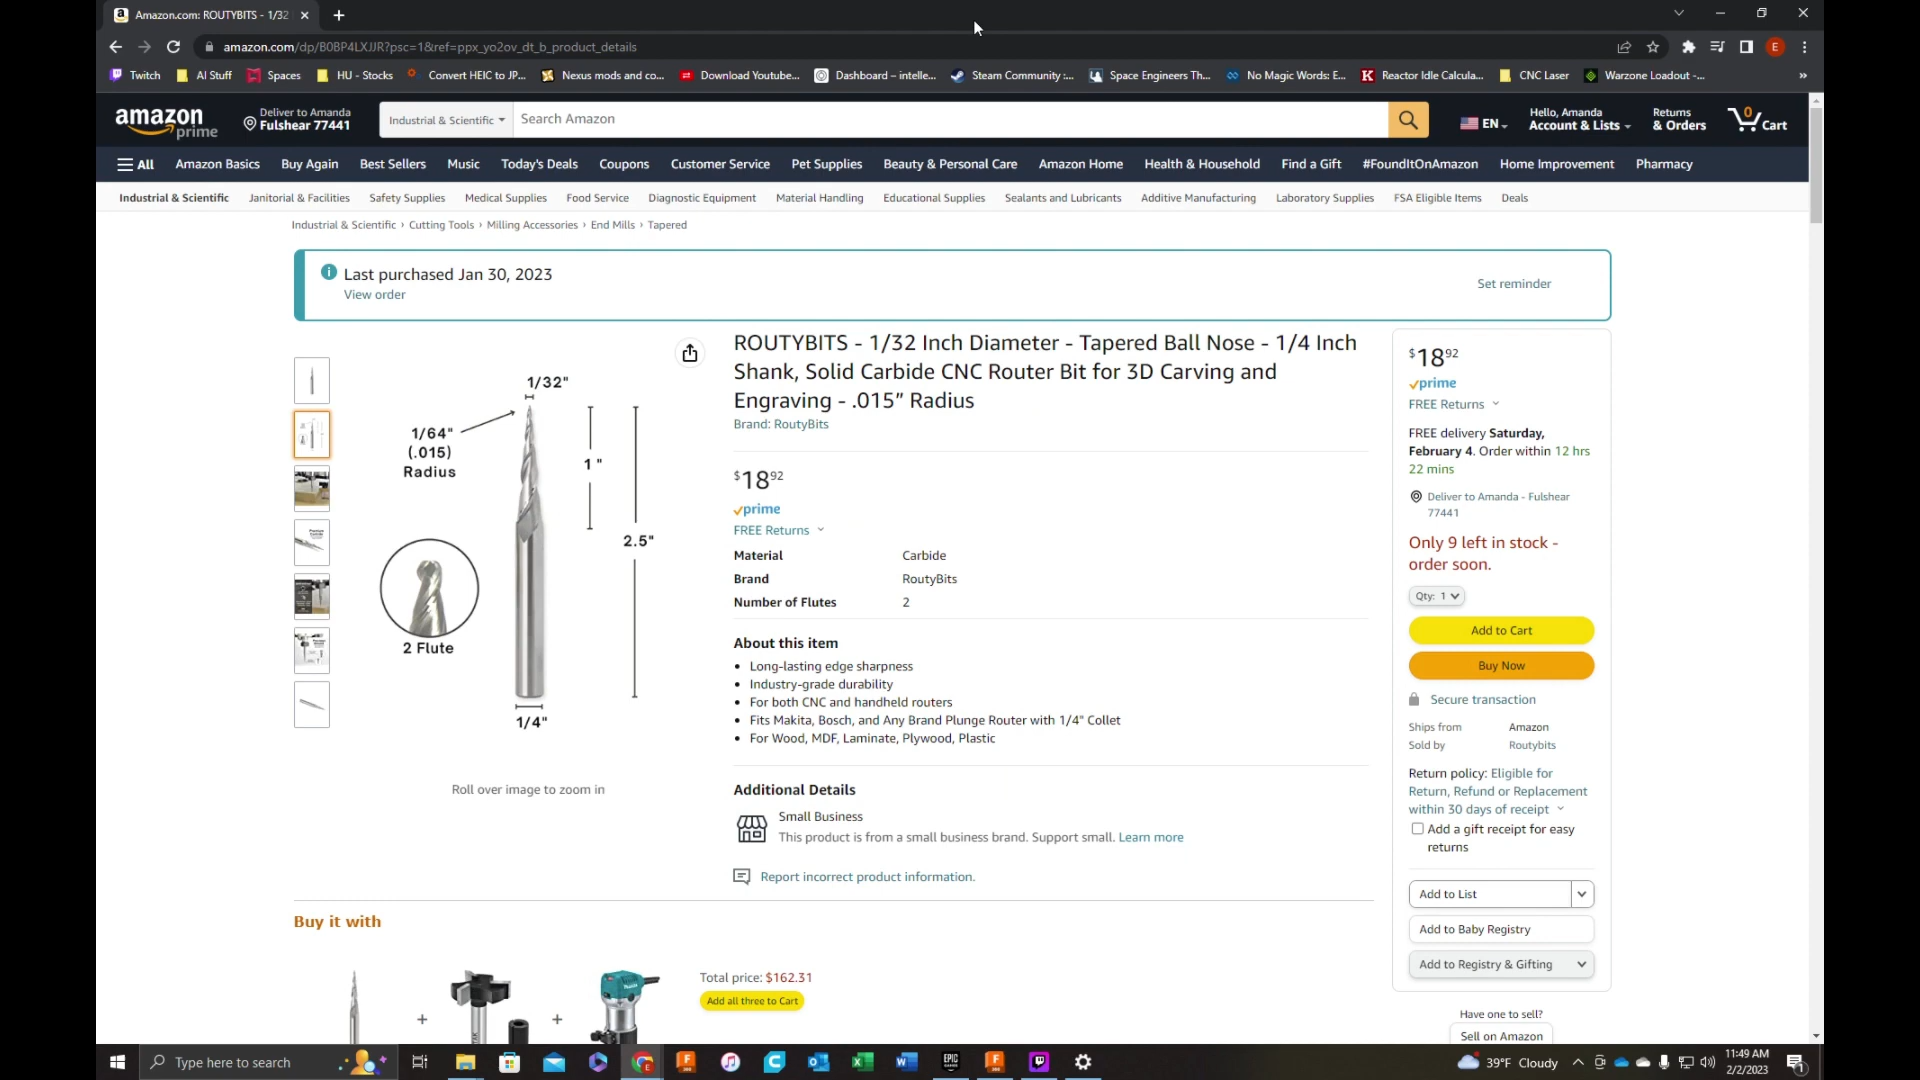 Amazon.com: ROUTYBITS - 1/32
amazon.com/dp/B0BP4LXJJR?psc=1&ref=ppx_yo2ov_dt_b_product_details
E
Twitch
AI Stuff
Spaces
HU - Stocks
Convert HEIC to JP...
Nexus mods and co...
Download Youtube...
Dashboard – intelle...
Steam Community :...
Space Engineers Th...
No Magic Words: E...
Reactor Idle Calcula...
CNC Laser
Warzone Loadout -...
amazon prime
Deliver to Amanda
Fulshear 77441
Industrial & Scientific
Search Amazon
EN
Hello, Amanda
Account & Lists
Returns
& Orders
0
Cart
All
Amazon Basics
Buy Again
Best Sellers
Music
Today's Deals
Coupons
Customer Service
Pet Supplies
Beauty & Personal Care
Amazon Home
Health & Household
Find a Gift
#FoundItOnAmazon
Home Improvement
Pharmacy
Industrial & Scientific
Janitorial & Facilities
Safety Supplies
Medical Supplies
Food Service
Diagnostic Equipment
Material Handling
Educational Supplies
Sealants and Lubricants
Additive Manufacturing
Laboratory Supplies
FSA Eligible Items
Deals
Industrial & Scientific › Cutting Tools › Milling Accessories › End Mills › Tapered
Last purchased Jan 30, 2023
View order
Set reminder
1/32"
1/64"
(.015)
Radius
1 "
2.5"
2 Flute
1/4"
Roll over image to zoom in
ROUTYBITS - 1/32 Inch Diameter - Tapered Ball Nose - 1/4 Inch
Shank, Solid Carbide CNC Router Bit for 3D Carving and
Engraving - .015” Radius
Brand: RoutyBits
$18 92
prime
FREE Returns
Material Carbide
Brand RoutyBits
Number of Flutes 2
About this item
• Long-lasting edge sharpness
• Industry-grade durability
• For both CNC and handheld routers
• Fits Makita, Bosch, and Any Brand Plunge Router with 1/4" Collet
• For Wood, MDF, Laminate, Plywood, Plastic
Additional Details
Small Business
This product is from a small business brand. Support small. Learn more
Report incorrect product information.
$18 92
prime
FREE Returns
FREE delivery Saturday,
February 4. Order within 12 hrs
22 mins
Deliver to Amanda - Fulshear
77441
Only 9 left in stock -
order soon.
Qty: 1
Add to Cart
Buy Now
Secure transaction
Ships from Amazon
Sold by Routybits
Return policy: Eligible for
Return, Refund or Replacement
within 30 days of receipt
Add a gift receipt for easy
returns
Add to List
Add to Baby Registry
Add to Registry & Gifting
Have one to sell?
Sell on Amazon
Buy it with
+
+
Total price: $162.31
Add all three to Cart
Type here to search
39°F Cloudy
11:49 AM
2/2/2023